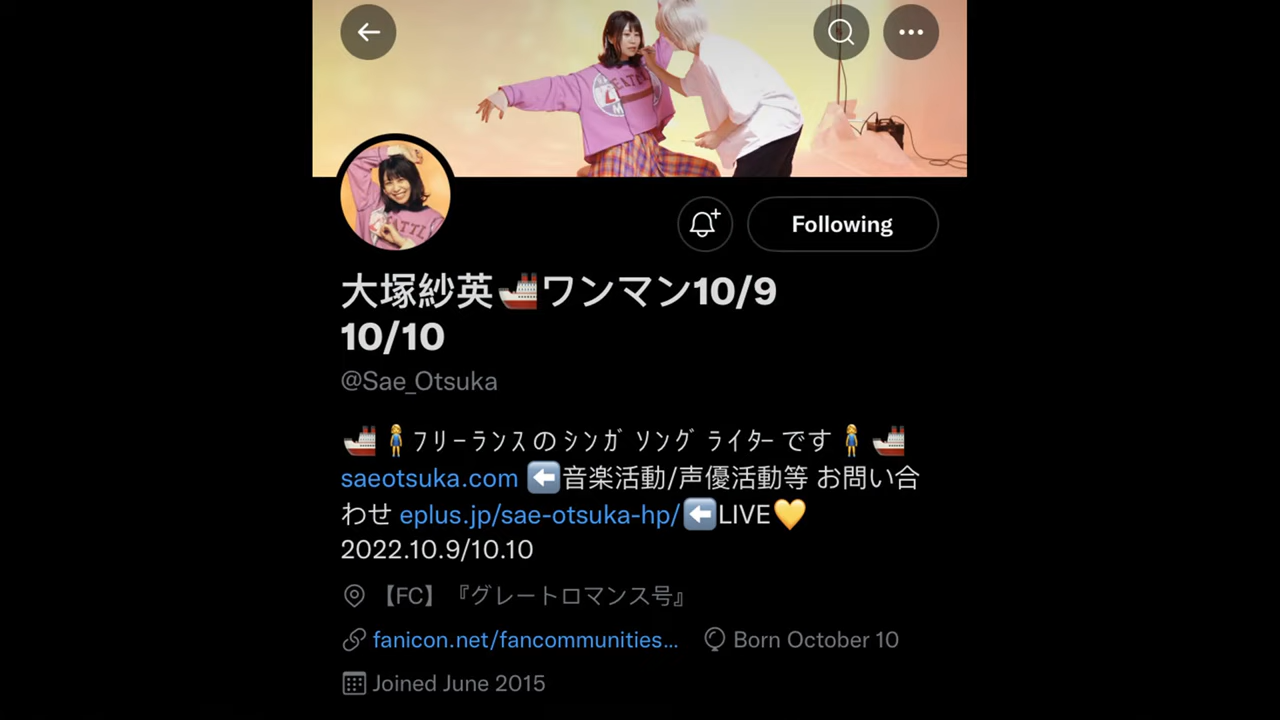 Following
大塚紗英🚢ワンマン10/9
10/10
@Sae_Otsuka
🚢🧍‍♀️ﾌﾘｰﾗﾝｽのｼﾝｶﾞｿﾝｸﾞﾗｲﾀｰです🧍‍♀️🚢
saeotsuka.com ⬅️音楽活動/声優活動等 お問い合
わせ eplus.jp/sae-otsuka-hp/⬅️LIVE💛
2022.10.9/10.10
【FC】『グレートロマンス号』
fanicon.net/fancommunities… Born October 10
Joined June 2015